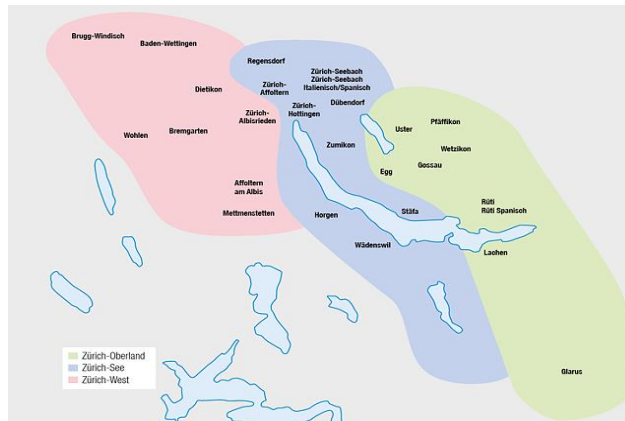 Brugg-Windisch
Baden-Wettingen
Regensdorf
Zürich-Seebach
Zürich-Seebach
Italienisch/Spanisch
Dietikon
Zürich-
Affoltern
Dübendorf
Zürich-
Hottingen
Zürich-
Albisrieden
Pfäffikon
Uster
Wohlen
Bremgarten
Zumikon
Wetzikon
Gossau
Egg
Affoltern
am Albis
Rüti
Rüti Spanisch
Mettmenstetten
Horgen
Stäfa
Wädenswil
Lachen
Zürich-Oberland
Zürich-See
Zürich-West
Glarus